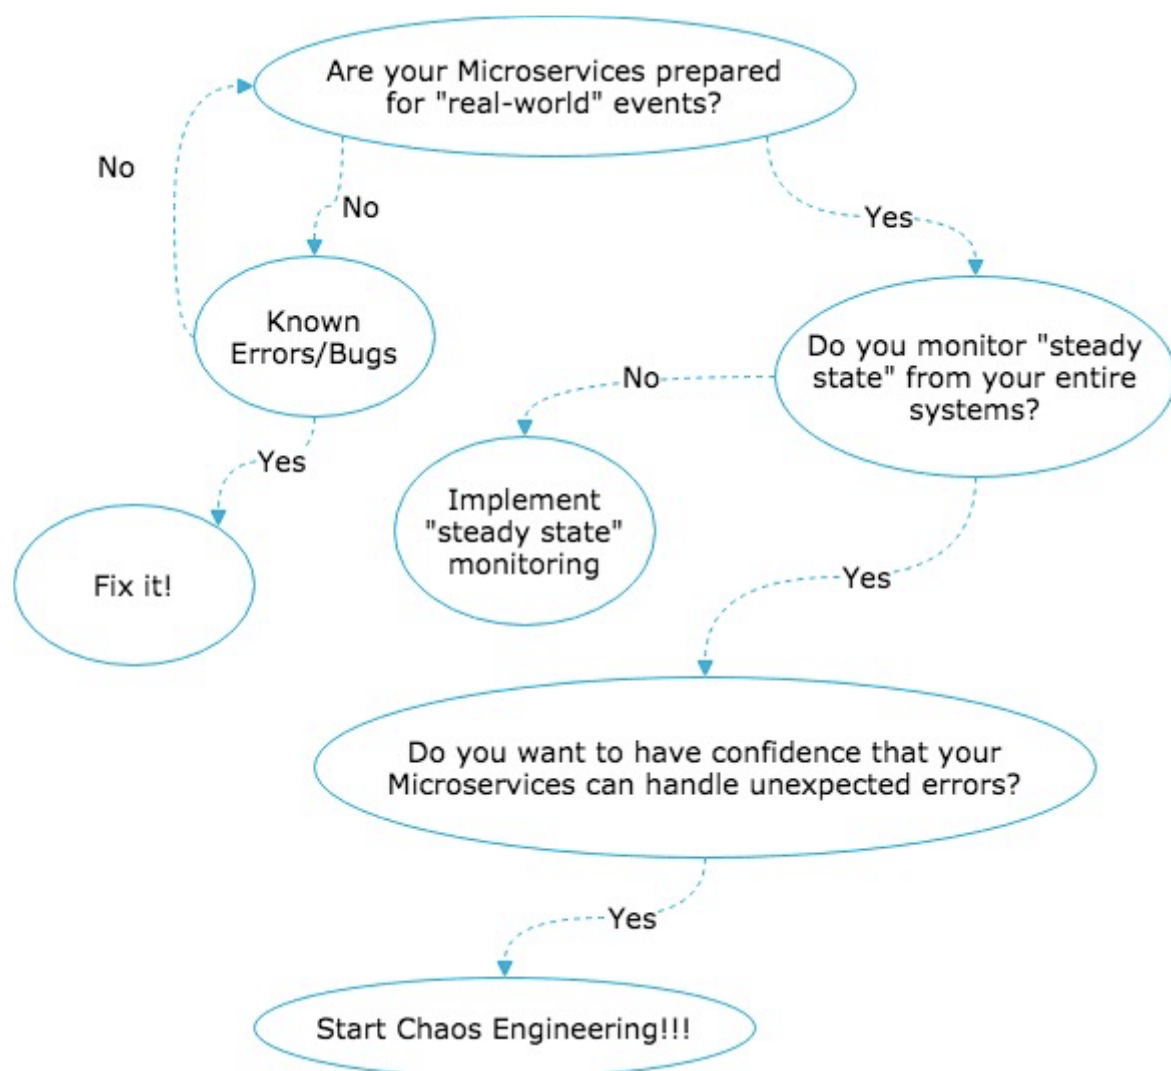 Are your Microservices prepared
for "real-world" events?
No
No
Yes
Known
Errors/Bugs
Do you monitor "steady
state" from your entire
systems?
No
Yes
Implement
"steady state"
monitoring
Fix it!
Yes
Do you want to have confidence that your
Microservices can handle unexpected errors?
Yes
Start Chaos Engineering!!!